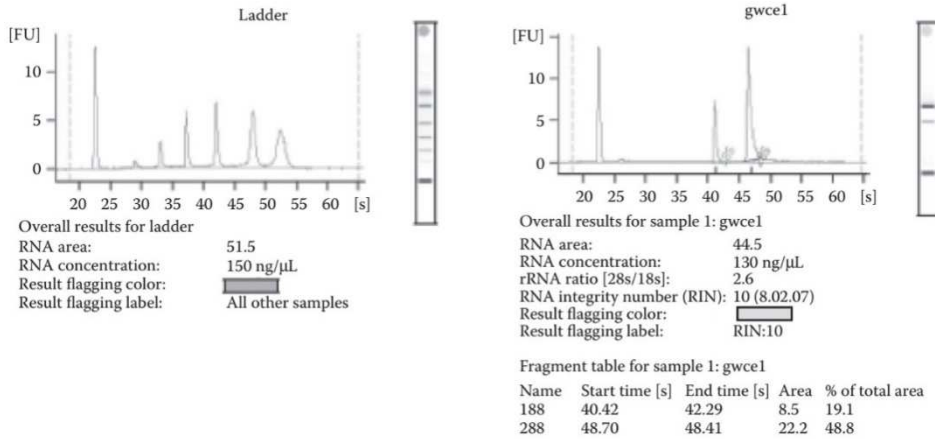 Ladder
[FU]
10
5
0
20 25 30 35 40 45 50 55 60 [s]
Overall results for ladder
RNA area: 51.5
RNA concentration: 150 ng/µL
Result flagging color:
Result flagging label: All other samples
gwce1
[FU]
10
5
0
20 25 30 35 40 45 50 55 60 [s]
Overall results for sample 1: gwce1
RNA area: 44.5
RNA concentration: 130 ng/µL
rRNA ratio [28s/18s]: 2.6
RNA integrity number (RIN): 10 (8.02.07)
Result flagging color:
Result flagging label: RIN:10
Fragment table for sample 1: gwce1
Name Start time [s] End time [s] Area % of total area
188 40.42 42.29 8.5 19.1
288 48.70 48.41 22.2 48.8